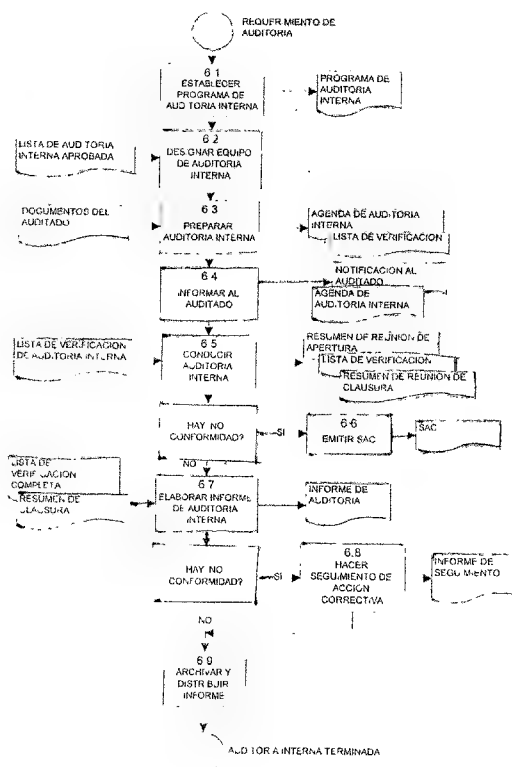 REQUERIMIENTO DE
AUDITORIA
6.1
ESTABLECER
PROGRAMA DE
AUDITORIA INTERNA
PROGRAMA DE
AUDITORIA
INTERNA
LISTA DE AUDITORIA
INTERNA APROBADA
6.2
DESIGNAR EQUIPO
DE AUDITORIA
INTERNA
DOCUMENTOS DEL
AUDITADO
6.3
PREPARAR
AUDITORIA INTERNA
AGENDA DE AUDITORIA
INTERNA
LISTA DE VERIFICACION
6.4
INFORMAR AL
AUDITADO
NOTIFICACION AL
AUDITADO
AGENDA DE
AUDITORIA INTERNA
LISTA DE VERIFICACION
DE AUDITORIA INTERNA
6.5
CONDUCIR
AUDITORIA
INTERNA
RESUMEN DE REUNION DE
APERTURA
LISTA DE VERIFICACION
RESUMEN DE REUNION DE
CLAUSURA
HAY NO
CONFORMIDAD?
SI
6.6
EMITIR SAC
SAC
NO
LISTA DE
VERIFICACION
COMPLETA
RESUMEN DE
CLAUSURA
6.7
ELABORAR INFORME
DE AUDITORIA
INTERNA
INFORME DE
AUDITORIA
HAY NO
CONFORMIDAD?
SI
6.8
HACER
SEGUIMIENTO DE
ACCION
CORRECTIVA
INFORME DE
SEGUIMIENTO
NO
6.9
ARCHIVAR Y
DISTRIBUIR
INFORME
AUDITORIA INTERNA TERMINADA